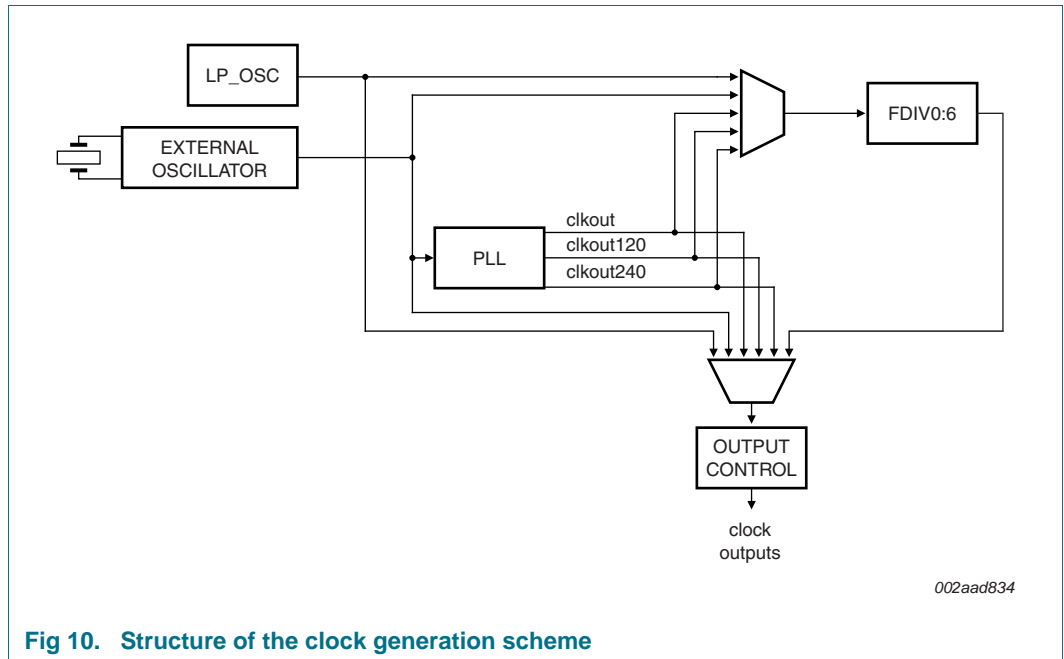 LP_OSC
EXTERNAL
OSCILLATOR
FDIV0:6
PLL
clkout
clkout120
clkout240
OUTPUT
CONTROL
clock
outputs
002aad834
Fig 10. Structure of the clock generation scheme